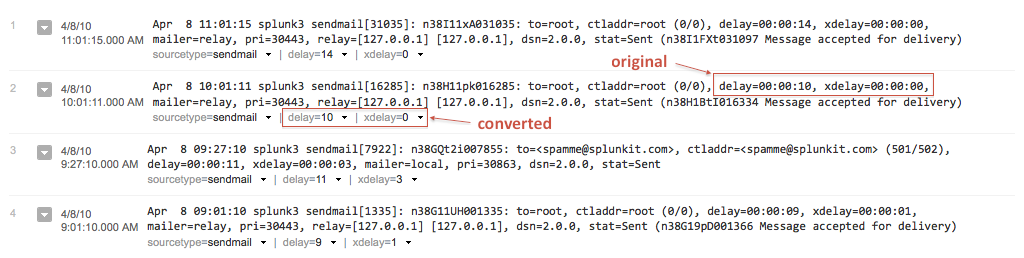 1 4/8/10 Apr  8 11:01:15 splunk3 sendmail[31035]: n38I11xA031035: to=root, ctladdr=root (0/0), delay=00:00:14, xdelay=00:00:00,
11:01:15.000 AM mailer=relay, pri=30443, relay=[127.0.0.1] [127.0.0.1], dsn=2.0.0, stat=Sent (n38I1FXt031097 Message accepted for delivery)
sourcetype=sendmail | delay=14 | xdelay=0
original
2 4/8/10 Apr  8 10:01:11 splunk3 sendmail[16285]: n38H11pk016285: to=root, ctladdr=root (0/0), delay=00:00:10, xdelay=00:00:00,
10:01:11.000 AM mailer=relay, pri=30443, relay=[127.0.0.1] [127.0.0.1], dsn=2.0.0, stat=Sent (n38H1BtI016334 Message accepted for delivery)
sourcetype=sendmail | delay=10 | xdelay=0
converted
3 4/8/10 Apr  8 09:27:10 splunk3 sendmail[7922]: n38GQt2i007855: to=<spamme@splunkit.com>, ctladdr=<spamme@splunkit.com> (501/502),
9:27:10.000 AM delay=00:00:11, xdelay=00:00:03, mailer=local, pri=30863, dsn=2.0.0, stat=Sent
sourcetype=sendmail | delay=11 | xdelay=3
4 4/8/10 Apr  8 09:01:10 splunk3 sendmail[1335]: n38G11UH001335: to=root, ctladdr=root (0/0), delay=00:00:09, xdelay=00:00:01,
9:01:10.000 AM mailer=relay, pri=30443, relay=[127.0.0.1] [127.0.0.1], dsn=2.0.0, stat=Sent (n38G19pD001366 Message accepted for delivery)
sourcetype=sendmail | delay=9 | xdelay=1